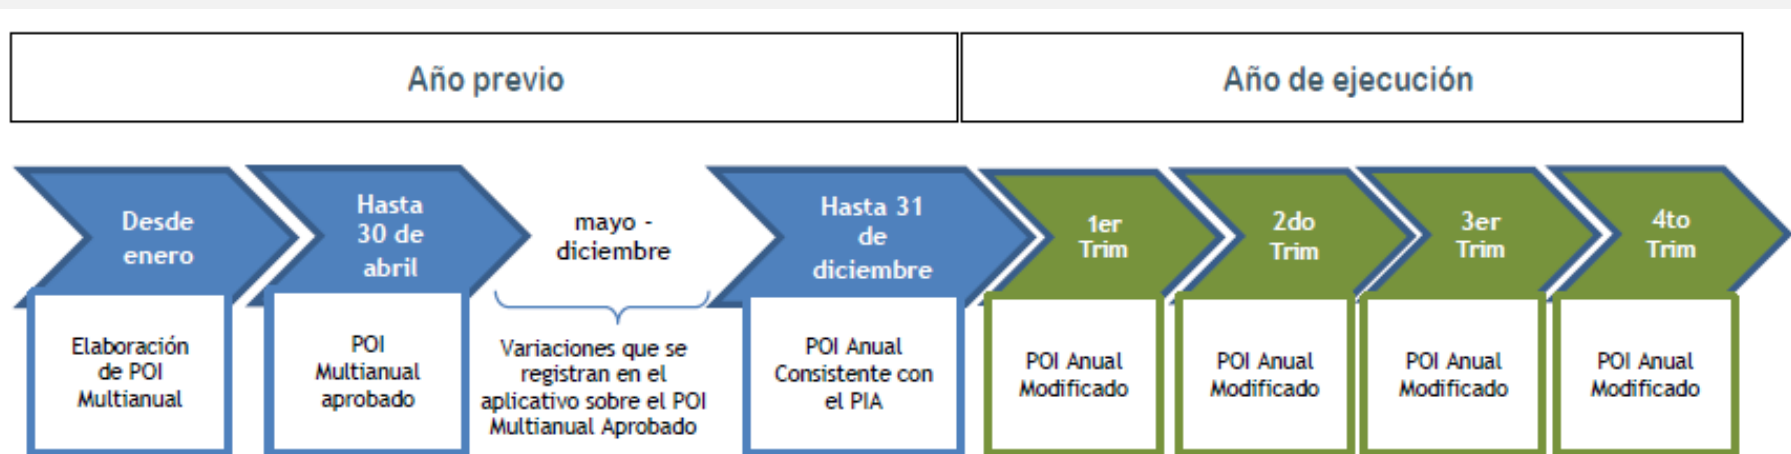 Año previo
Año de ejecución
Desde
enero
Hasta
30 de
abril
mayo -
diciembre
Hasta 31
de
diciembre
1er
Trim
2do
Trim
3er
Trim
4to
Trim
Elaboración
de POI
Multianual
POI
Multianual
aprobado
Variaciones que se
registran en el
aplicativo sobre el POI
Multianual Aprobado
POI Anual
Consistente con
el PIA
POI Anual
Modificado
POI Anual
Modificado
POI Anual
Modificado
POI Anual
Modificado